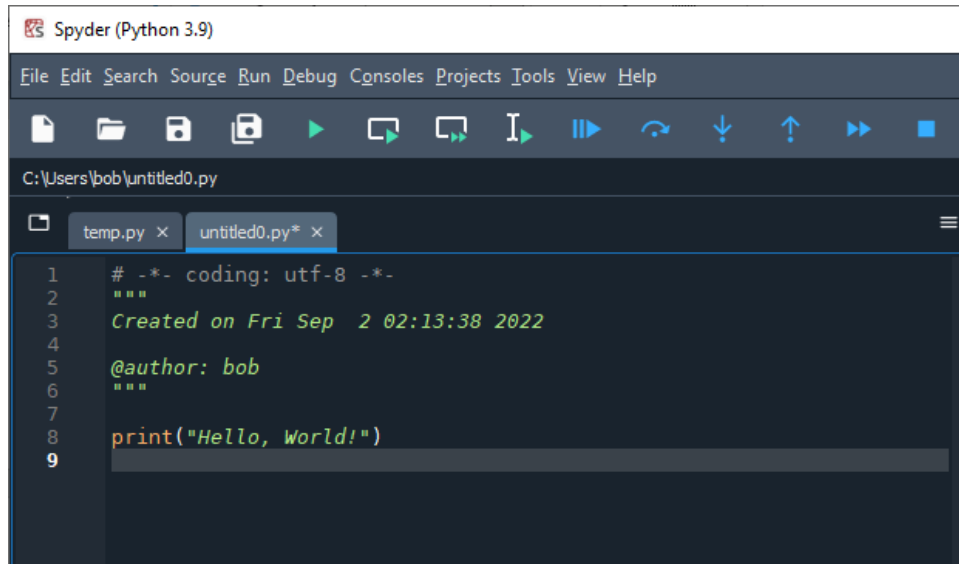 Spyder (Python 3.9)
File Edit Search Source Run Debug Consoles Projects Tools View Help
C:\Users\bob\untitled0.py
temp.py × untitled0.py* ×
1 # -*- coding: utf-8 -*-
2 """
3 Created on Fri Sep  2 02:13:38 2022
4
5 @author: bob
6 """
7
8 print("Hello, World!")
9